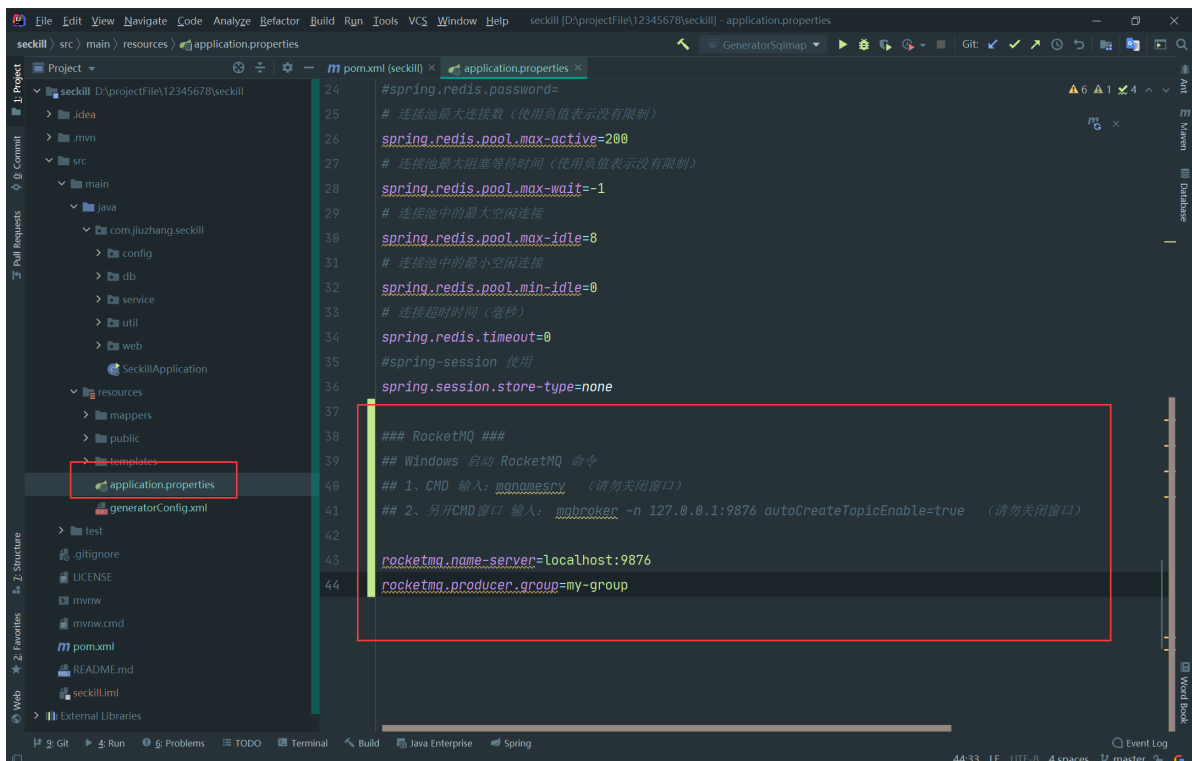 File Edit View Navigate Code Analyze Refactor Build Run Tools VCS Window Help seckill [D:\projectFile\12345678\seckill] - application.properties
seckill src main resources application.properties GeneratorSqlmap Git:
Project pom.xml (seckill) application.properties
1: Project
0: Commit
Pull Requests
7: Structure
2: Favorites
Web
seckill D:\projectFile\12345678\seckill
.idea
.mvn
src
main
java
com.jiuzhang.seckill
config
db
service
util
web
SeckillApplication
resources
mappers
public
templates
application.properties
generatorConfig.xml
test
.gitignore
LICENSE
mvnw
mvnw.cmd
pom.xml
README.md
seckill.iml
External Libraries
24 #spring.redis.password=
25 # 连接池最大连接数（使用负值表示没有限制）
26 spring.redis.pool.max-active=200
27 # 连接池最大阻塞等待时间（使用负值表示没有限制）
28 spring.redis.pool.max-wait=-1
29 # 连接池中的最大空闲连接
30 spring.redis.pool.max-idle=8
31 # 连接池中的最小空闲连接
32 spring.redis.pool.min-idle=0
33 # 连接超时时间（毫秒）
34 spring.redis.timeout=0
35 #spring-session 使用
36 spring.session.store-type=none
37
38 ### RocketMQ ###
39 ## Windows 启动 RocketMQ 命令
40 ## 1、CMD 输入：mqnamesrv （请勿关闭窗口）
41 ## 2、另开CMD窗口 输入： mqbroker -n 127.0.0.1:9876 autoCreateTopicEnable=true （请勿关闭窗口）
42
43 rocketmq.name-server=localhost:9876
44 rocketmq.producer.group=my-group
6 1 4
Ant
Maven
Database
Word Book
9: Git 4: Run 6: Problems TODO Terminal Build Java Enterprise Spring Event Log
44:33 LF UTF-8 4 spaces master